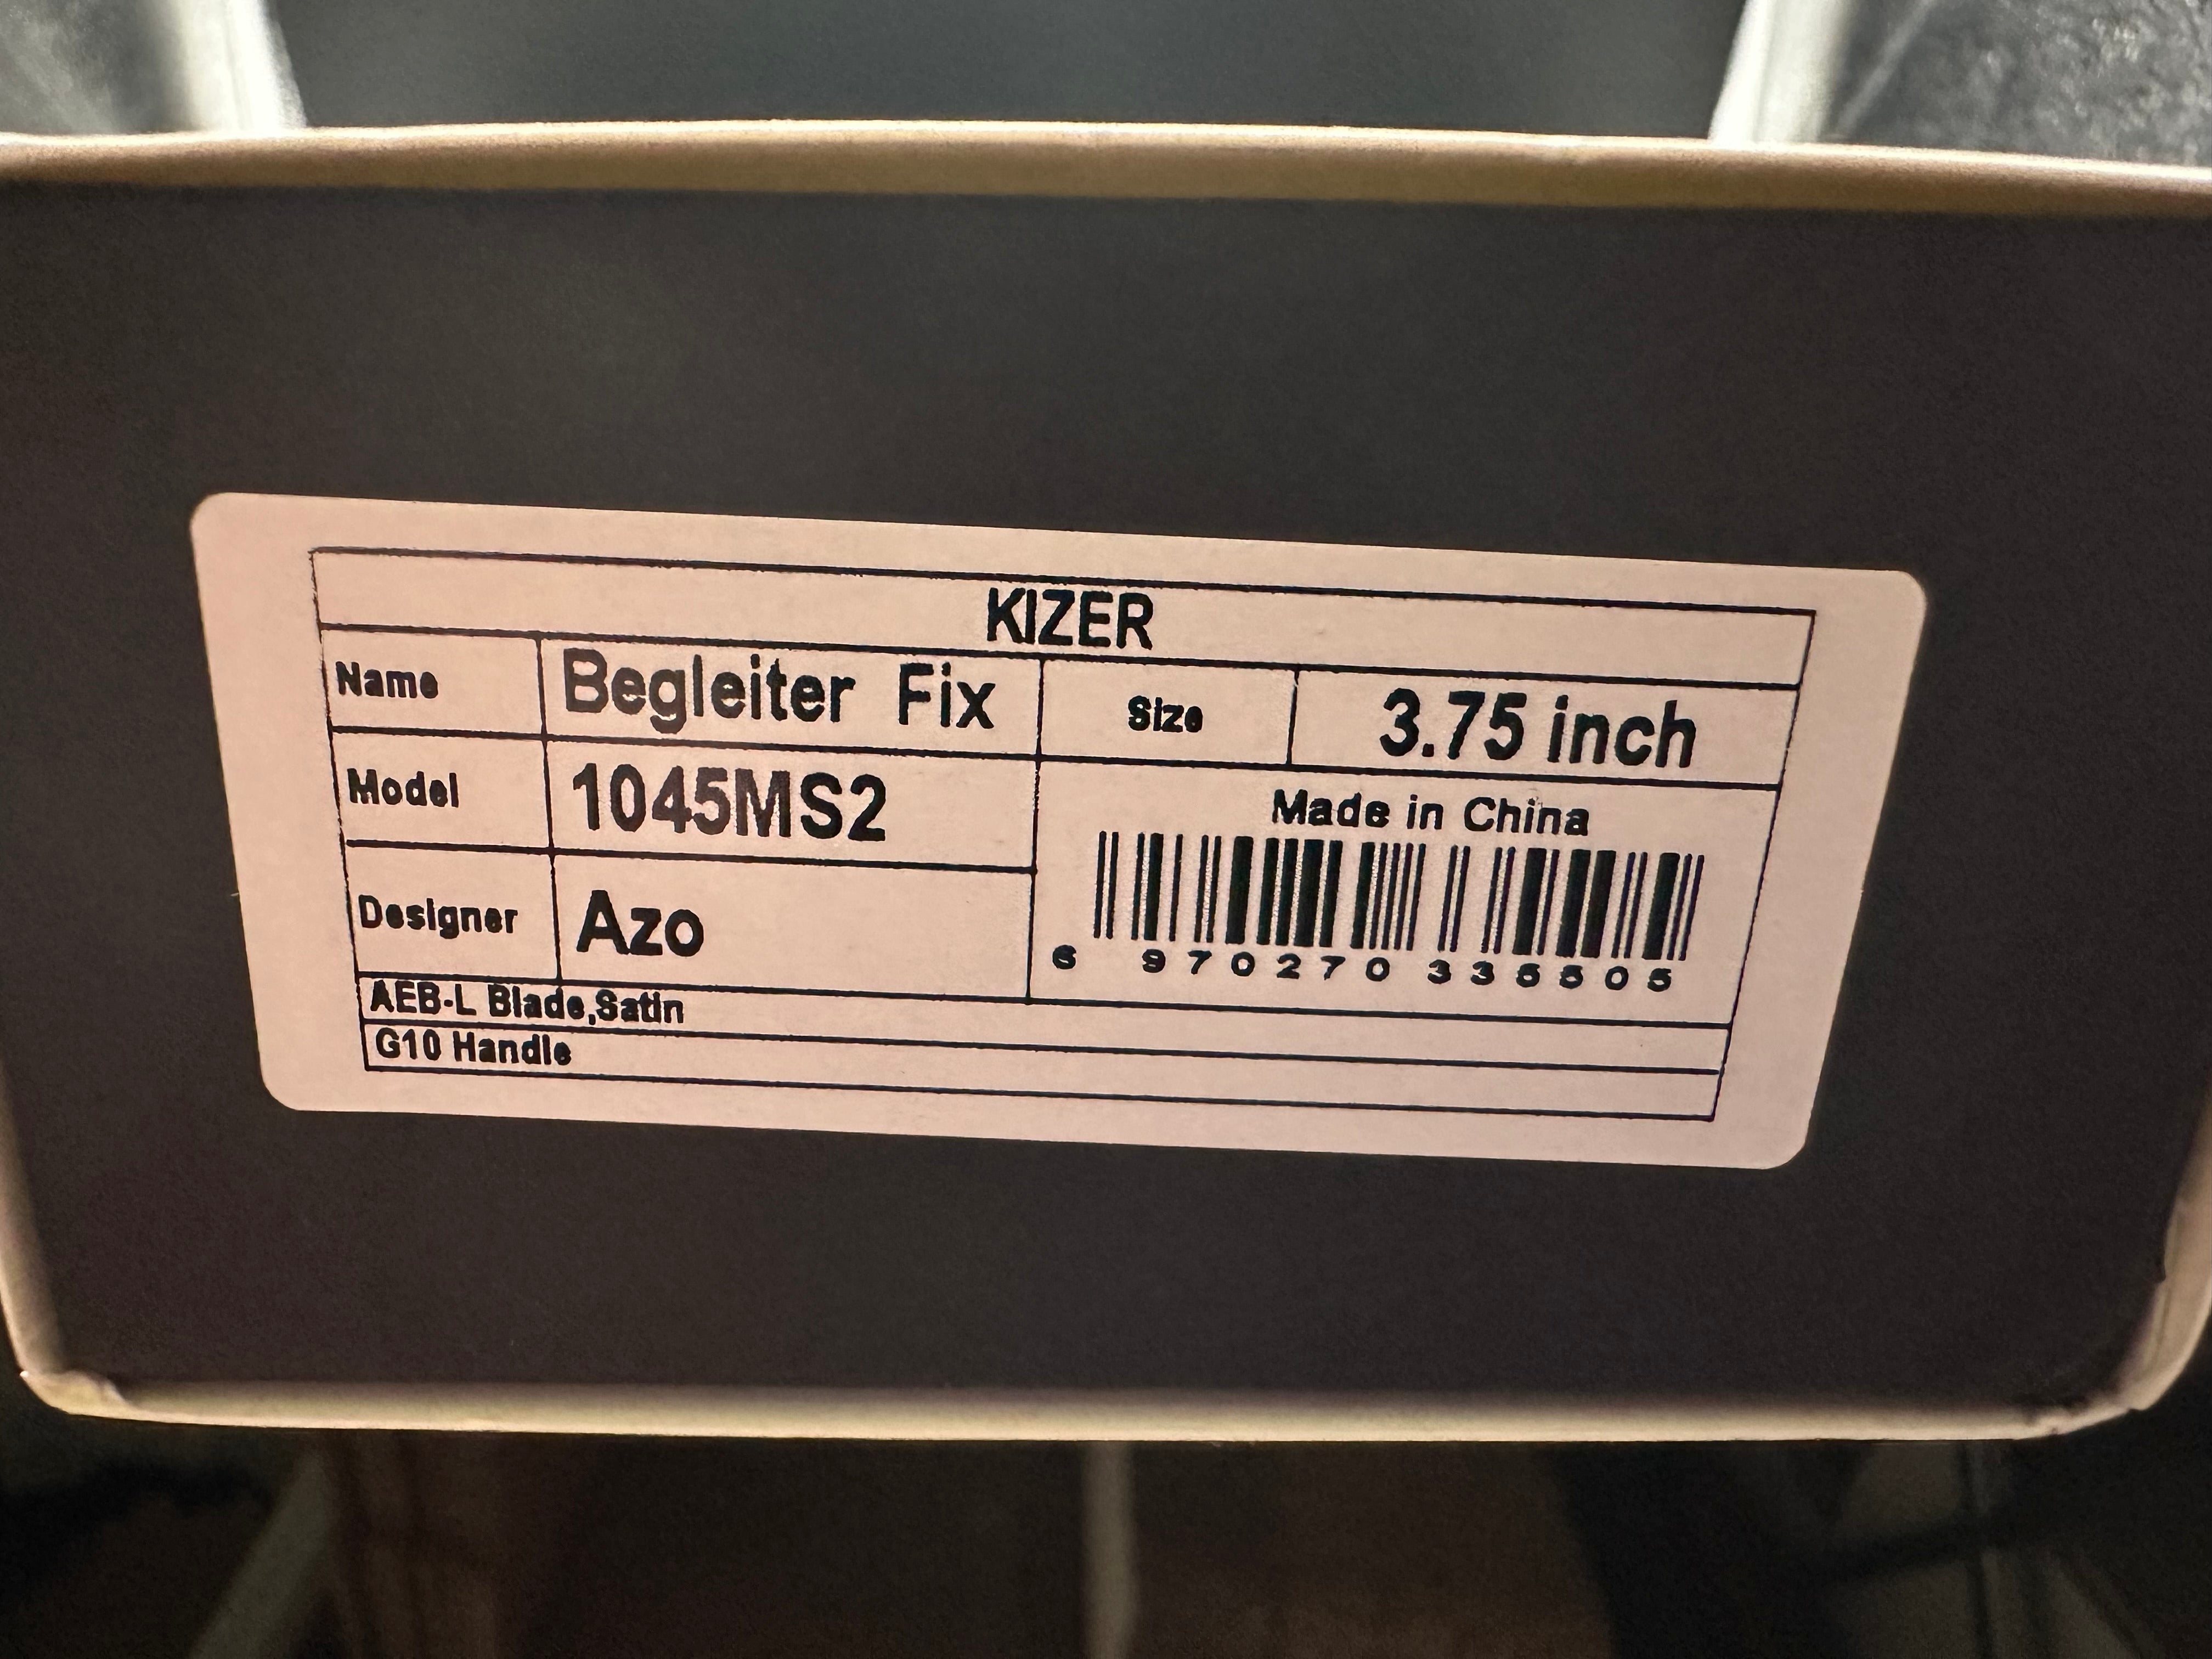 KIZER
Name Begleiter Fix Size 3.75 inch
Model 1045MS2
Made in China
Designer Azo
6 970270 335505
AEB-L Blade,Satin
G10 Handle